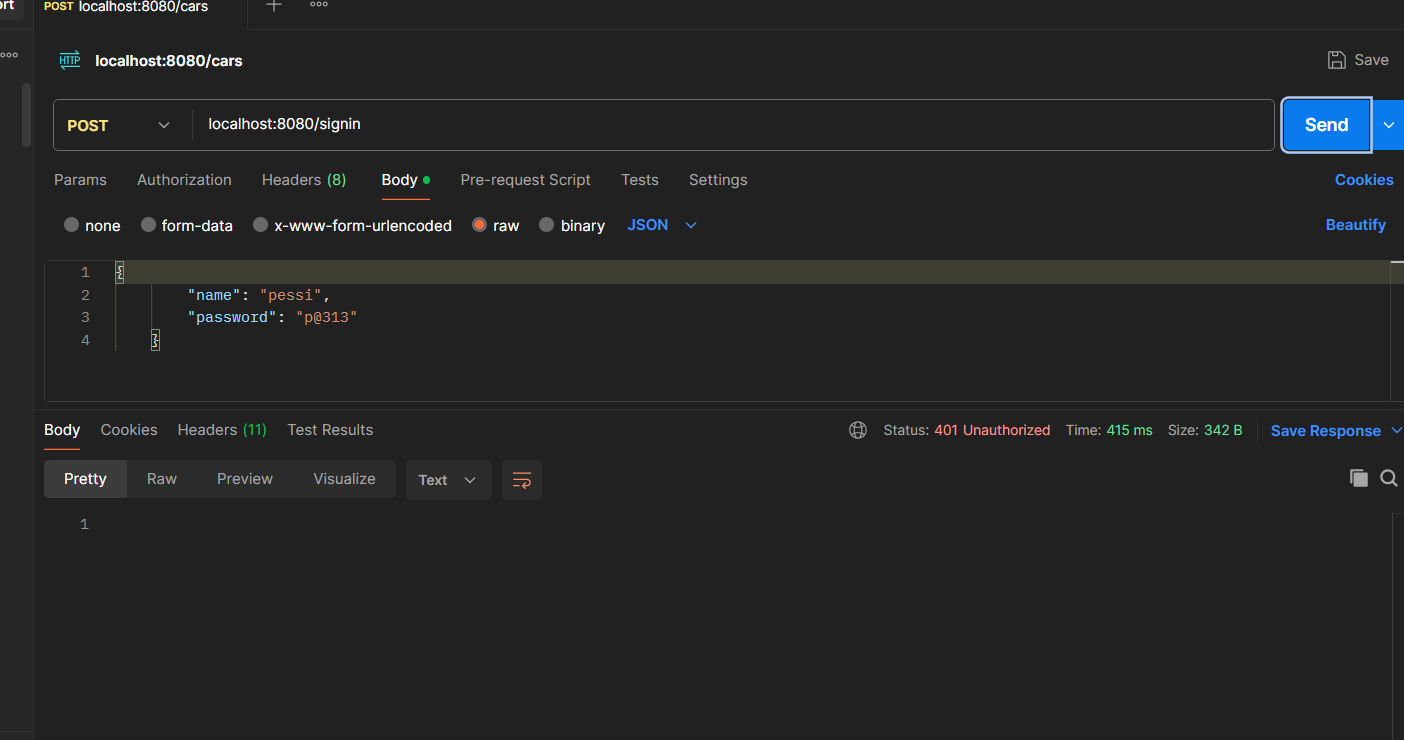 ort
POST localhost:8080/cars
HTTP localhost:8080/cars
Save
POST
localhost:8080/signin
Send
Params Authorization Headers (8) Body Pre-request Script Tests Settings Cookies
none form-data x-www-form-urlencoded raw binary JSON Beautify
1 {
2 "name": "pessi",
3 "password": "p@313"
4 }
Body Cookies Headers (11) Test Results Status: 401 Unauthorized Time: 415 ms Size: 342 B Save Response
Pretty Raw Preview Visualize Text
1